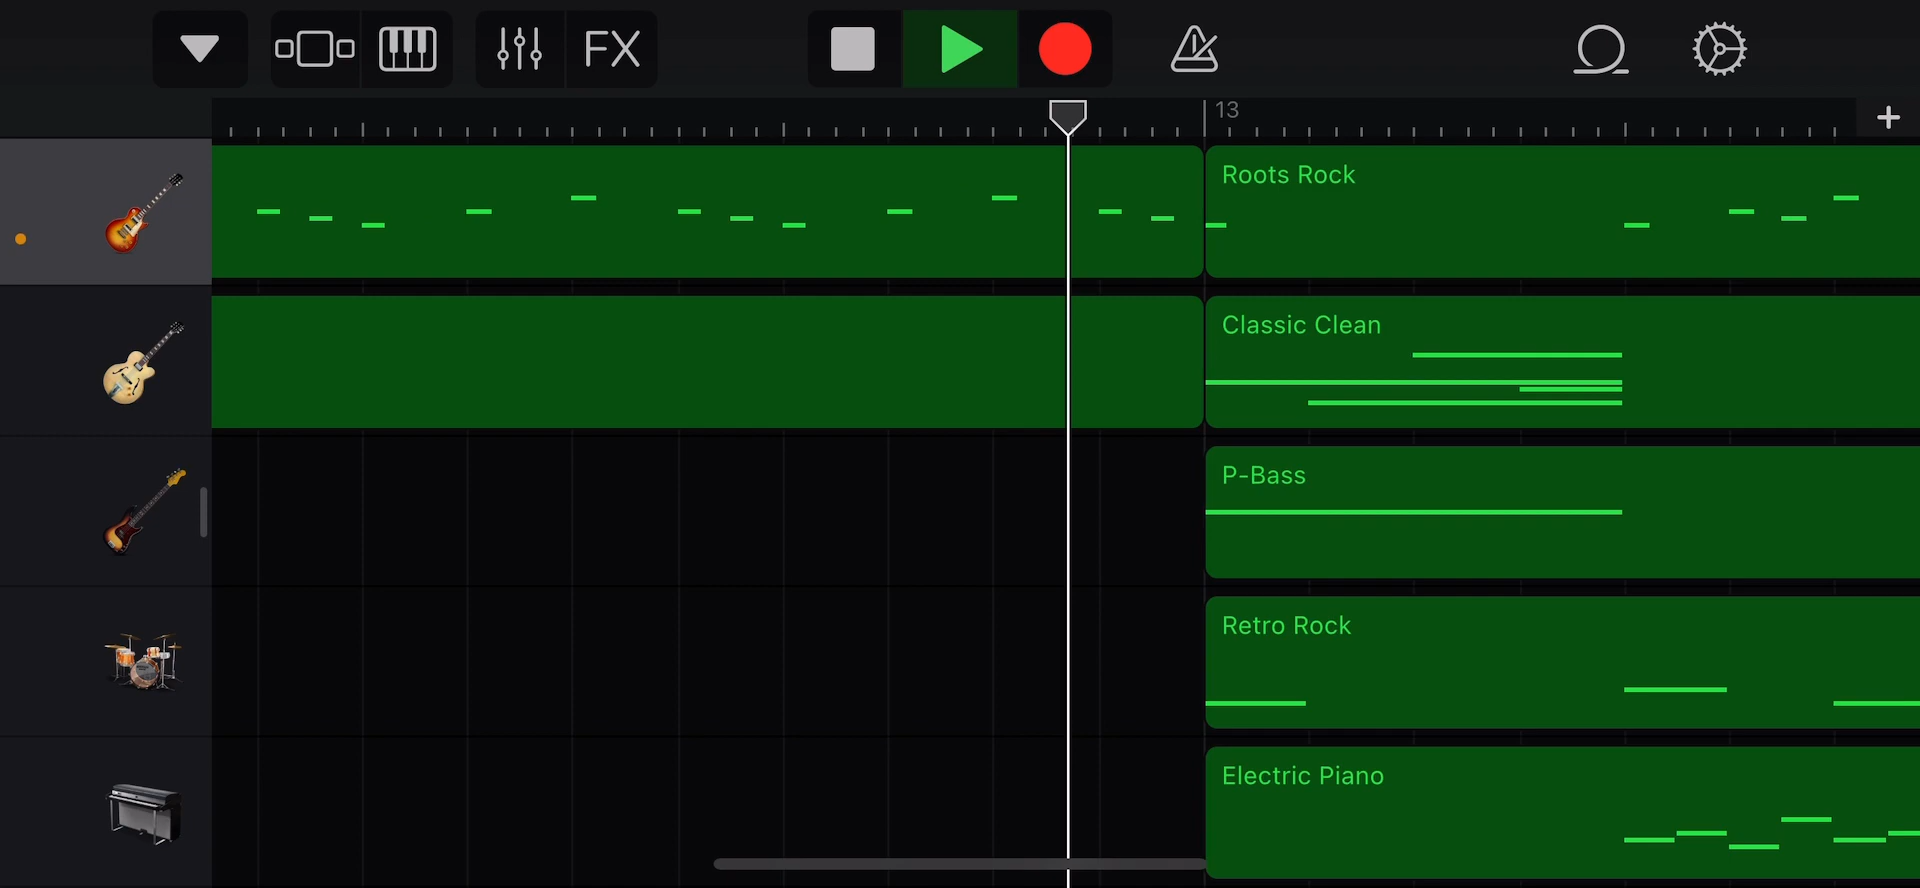 FX
13
Roots Rock
Classic Clean
P-Bass
Retro Rock
Electric Piano